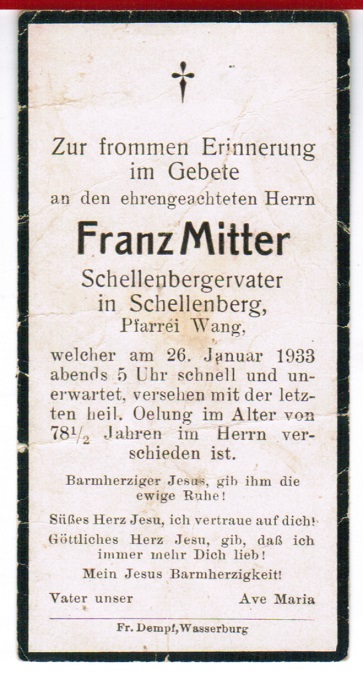 Zur frommen Erinnerung
im Gebete
an den ehrengeachteten Herrn
Franz Mitter
Schellenbergervater
in Schellenberg,
Pfarrei Wang,
welcher am 26. Januar 1933
abends 5 Uhr schnell und un-
erwartet, versehen mit der letz-
ten heil. Oelung im Alter von
78½ Jahren im Herrn ver-
schieden ist.
Barmherziger Jesus, gib ihm die
ewige Ruhe!
Süßes Herz Jesu, ich vertraue auf dich!
Göttliches Herz Jesu, gib, daß ich
immer mehr Dich lieb!
Mein Jesus Barmherzigkeit!
Vater unser Ave Maria
Fr. Dempf, Wasserburg